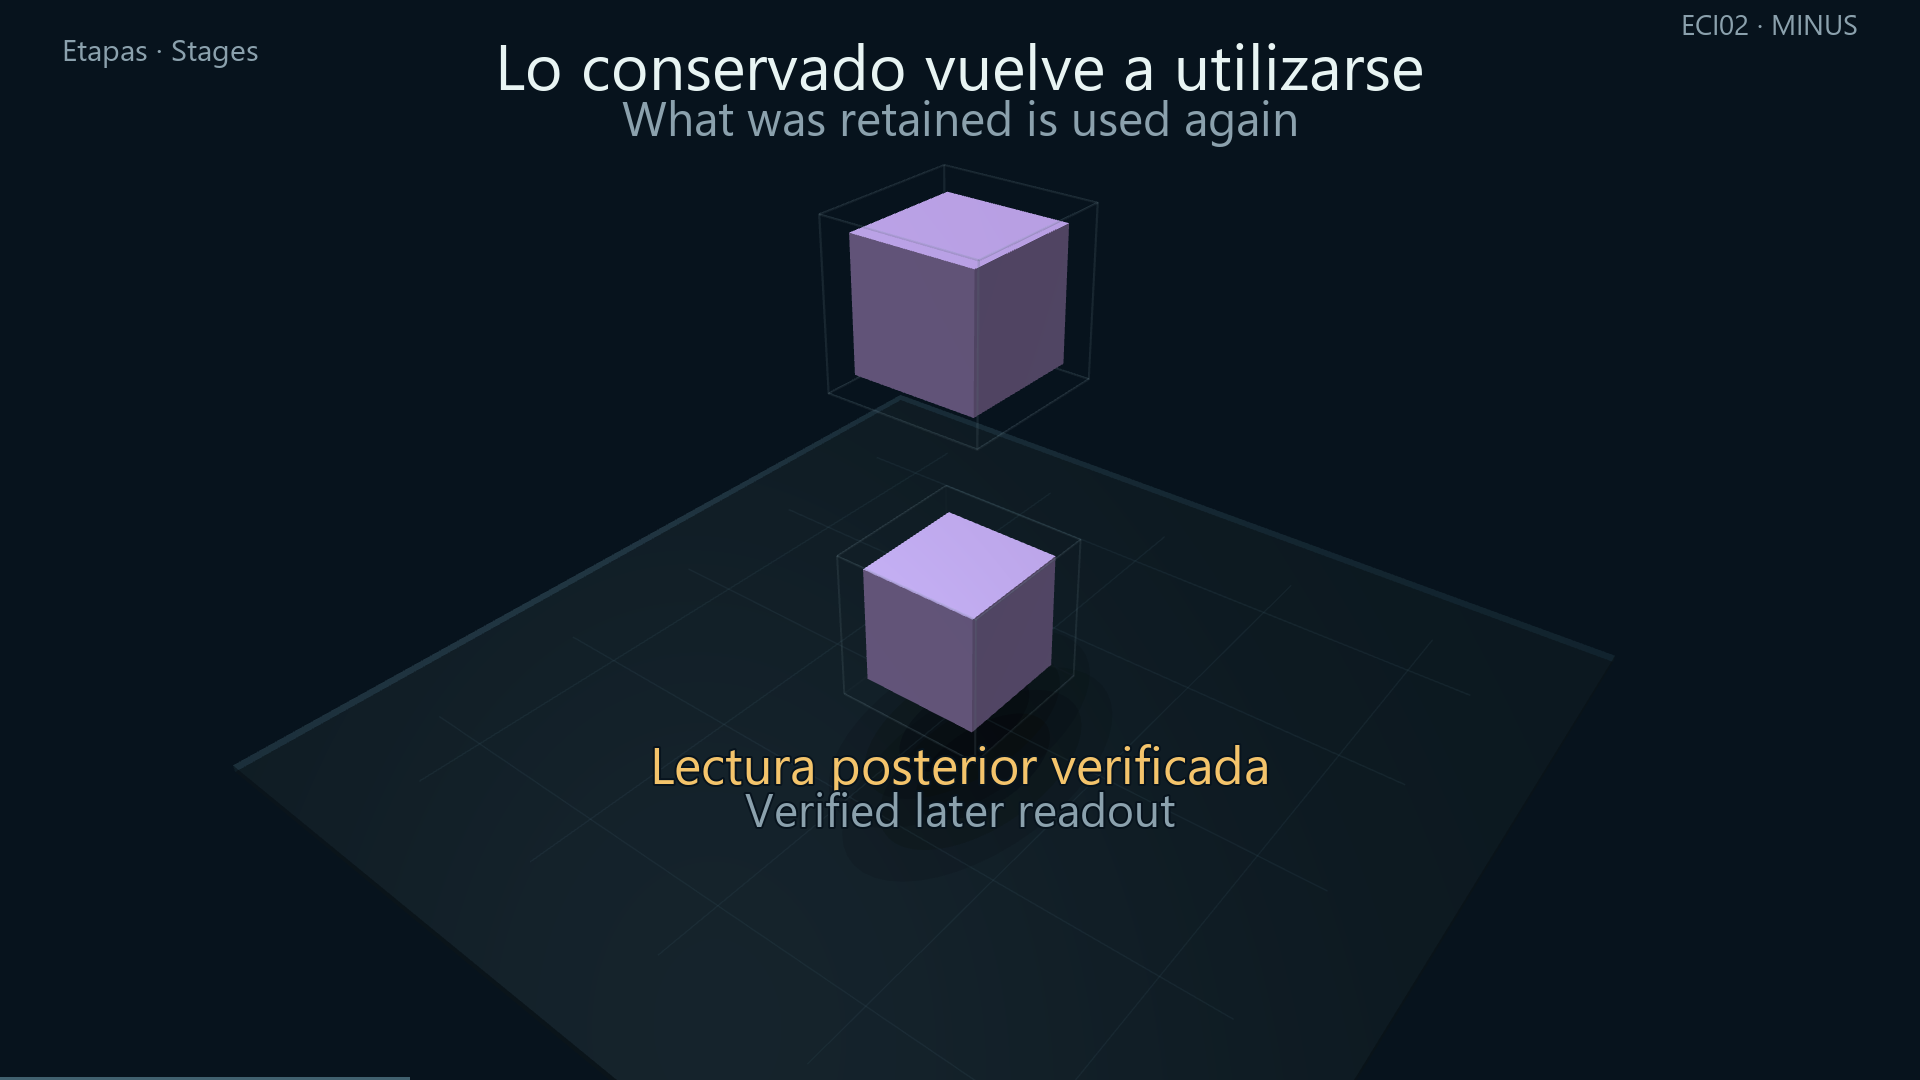 Etapas · Stages
ECI02 · MINUS
Lo conservado vuelve a utilizarse
What was retained is used again
Lectura posterior verificada
Verified later readout